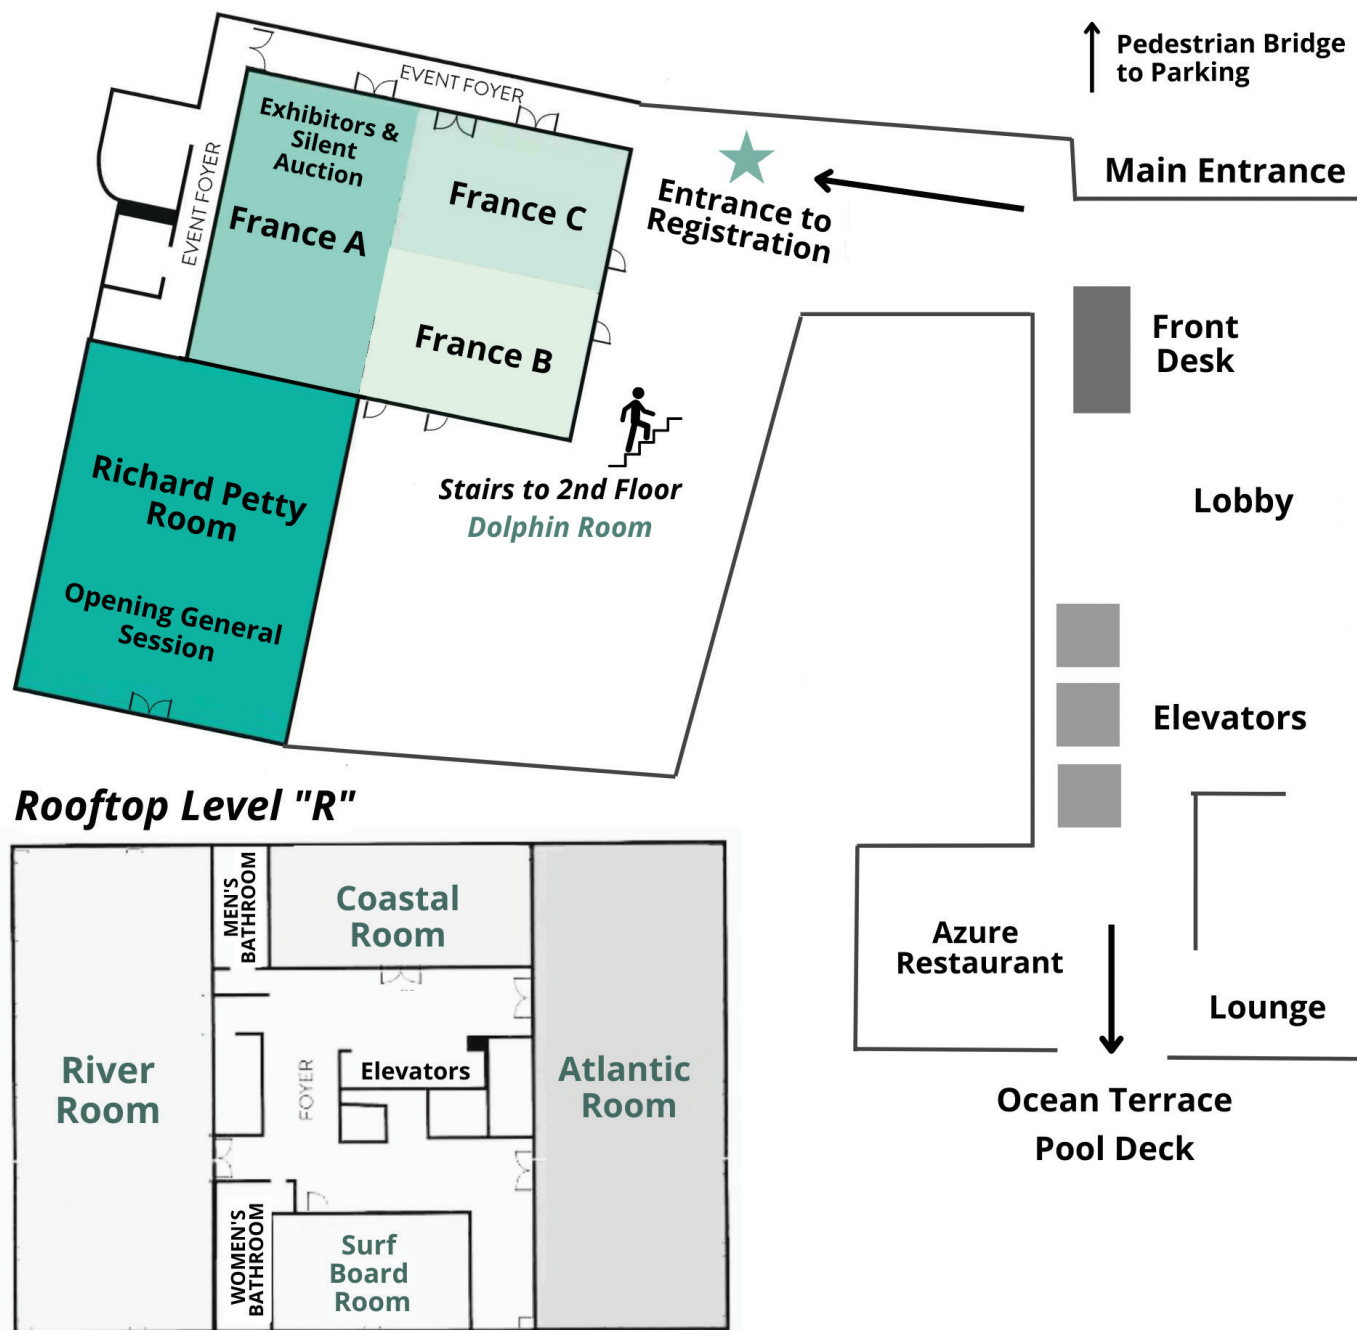 Pedestrian Bridge
to Parking
EVENT FOYER
Exhibitors &
Silent
Auction
Main Entrance
EVENT FOYER
France A
France C
Entrance to
Registration
Front
Desk
France B
Stairs to 2nd Floor
Dolphin Room
Lobby
Richard Petty
Room
Opening General
Session
Elevators
Rooftop Level "R"
MEN'S
BATHROOM
Coastal
Room
Azure
Restaurant
Lounge
River
Room
FOYER
Elevators
Atlantic
Room
Ocean Terrace
Pool Deck
WOMEN'S
BATHROOM
Surf
Board
Room